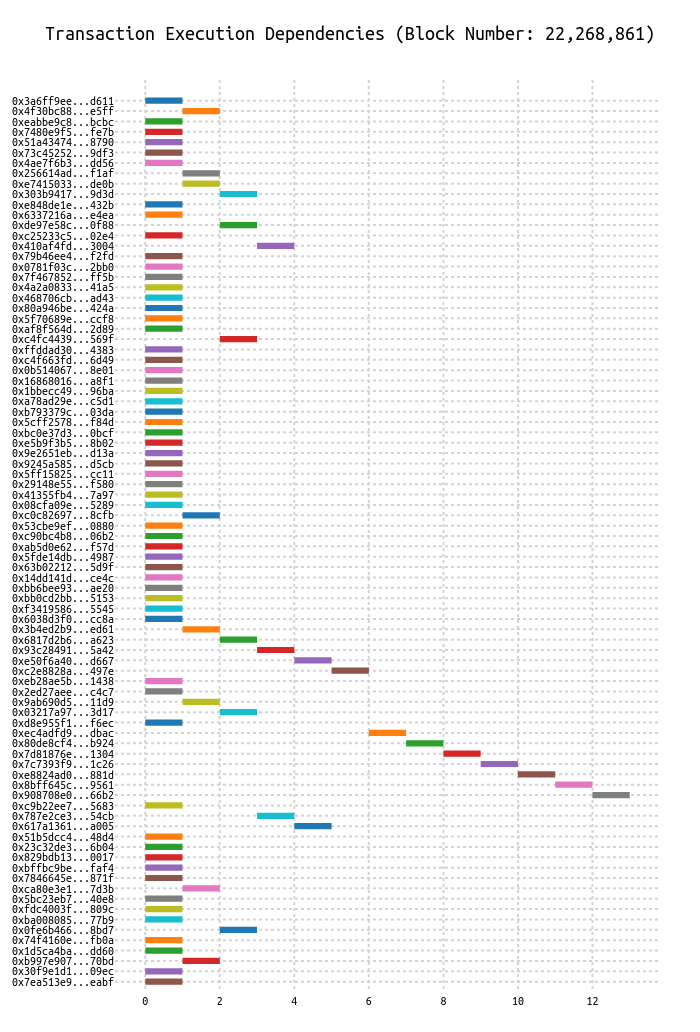 Transaction Execution Dependencies (Block Number: 22,268,861)
0x3a6ff9ee...d611
0x4f30bc88...e5ff
0xeabbe9c8...bcbc
0x7480e9f5...fe7b
0x51a43474...8790
0x73c45252...9df3
0x4ae7f6b3...dd56
0x256614ad...f1af
0xe7415033...de0b
0x303b9417...9d3d
0xe848de1e...432b
0x6337216a...e4ea
0xde97e58c...0f88
0xc25233c5...02e4
0x410af4fd...3004
0x79b46ee4...f2fd
0x0781f03c...2bb0
0x7f467852...ff5b
0x4a2a0833...41a5
0x468706cb...ad43
0x80a946be...424a
0x5f70689e...ccf8
0xaf8f564d...2d89
0xc4fc4439...569f
0xffddad30...4383
0xc4f663fd...6d49
0x0b514067...8e01
0x16868016...a8f1
0x1bbecc49...96ba
0xa78ad29e...c5d1
0xb793379c...03da
0x5cff2578...f84d
0xbc0e37d3...0bcf
0xe5b9f3b5...8b02
0x9e2651eb...d13a
0x9245a585...d5cb
0x5ff15825...cc11
0x29148e55...f580
0x41355fb4...7a97
0x08cfa09e...5289
0xc0c82697...8cfb
0x53cbe9ef...0880
0xc90bc4b8...06b2
0xab5d0e62...f57d
0x5fde14db...4987
0x63b02212...5d9f
0x14dd141d...ce4c
0xbb6bee93...ae20
0xbb0cd2bb...5153
0xf3419586...5545
0x6038d3f0...cc8a
0x3b4ed2b9...ed61
0x6817d2b6...a623
0x93c28491...5a42
0xe50f6a40...d667
0xc2e8828a...497e
0xeb28ae5b...1438
0x2ed27aee...c4c7
0x9ab690d5...11d9
0x03217a97...3d17
0xd8e955f1...f6ec
0xec4adfd9...dbac
0x80de8cf4...b924
0x7d81876e...1304
0x7c7393f9...1c26
0xe8824ad0...881d
0x8bff645c...9561
0x908708e0...66b2
0xc9b22ee7...5683
0x787e2ce3...54cb
0x617a1361...a005
0x51b5dcc4...48d4
0x23c32de3...6b04
0x829bdb13...0017
0xbffbc9be...faf4
0x7846645e...871f
0xca80e3e1...7d3b
0x5bc23eb7...40e8
0xfdc4003f...809c
0xba008085...77b9
0x0fe6b466...8bd7
0x74f4160e...fb0a
0x1d5ca4ba...dd60
0xb997e907...70bd
0x30f9e1d1...09ec
0x7ea513e9...eabf
0 2 4 6 8 10 12